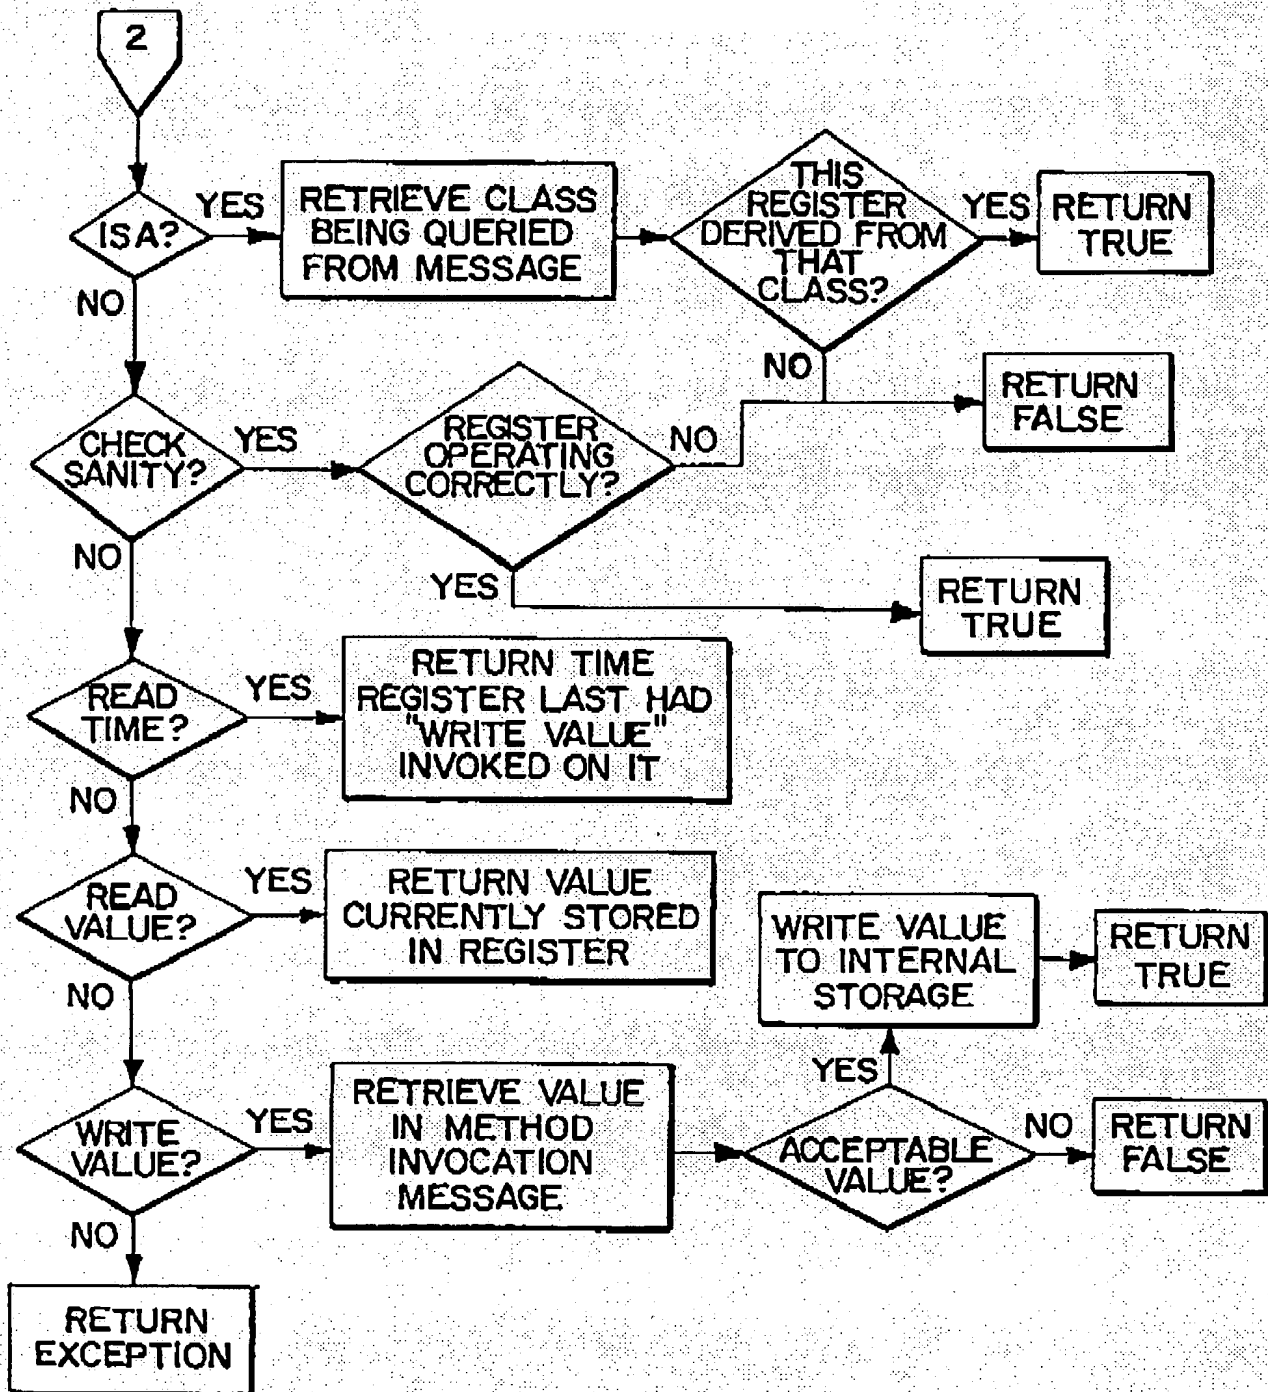 2
IS A?
YES
RETRIEVE CLASS
BEING QUERIED
FROM MESSAGE
THIS
REGISTER
DERIVED FROM
THAT
CLASS?
YES
RETURN
TRUE
NO
NO
RETURN
FALSE
CHECK
SANITY?
YES
REGISTER
OPERATING
CORRECTLY?
NO
NO
YES
RETURN
TRUE
READ
TIME?
YES
RETURN TIME
REGISTER LAST HAD
"WRITE VALUE"
INVOKED ON IT
NO
READ
VALUE?
YES
RETURN VALUE
CURRENTLY STORED
IN REGISTER
WRITE VALUE
TO INTERNAL
STORAGE
RETURN
TRUE
NO
YES
WRITE
VALUE?
YES
RETRIEVE VALUE
IN METHOD
INVOCATION
MESSAGE
ACCEPTABLE
VALUE?
NO
RETURN
FALSE
NO
RETURN
EXCEPTION